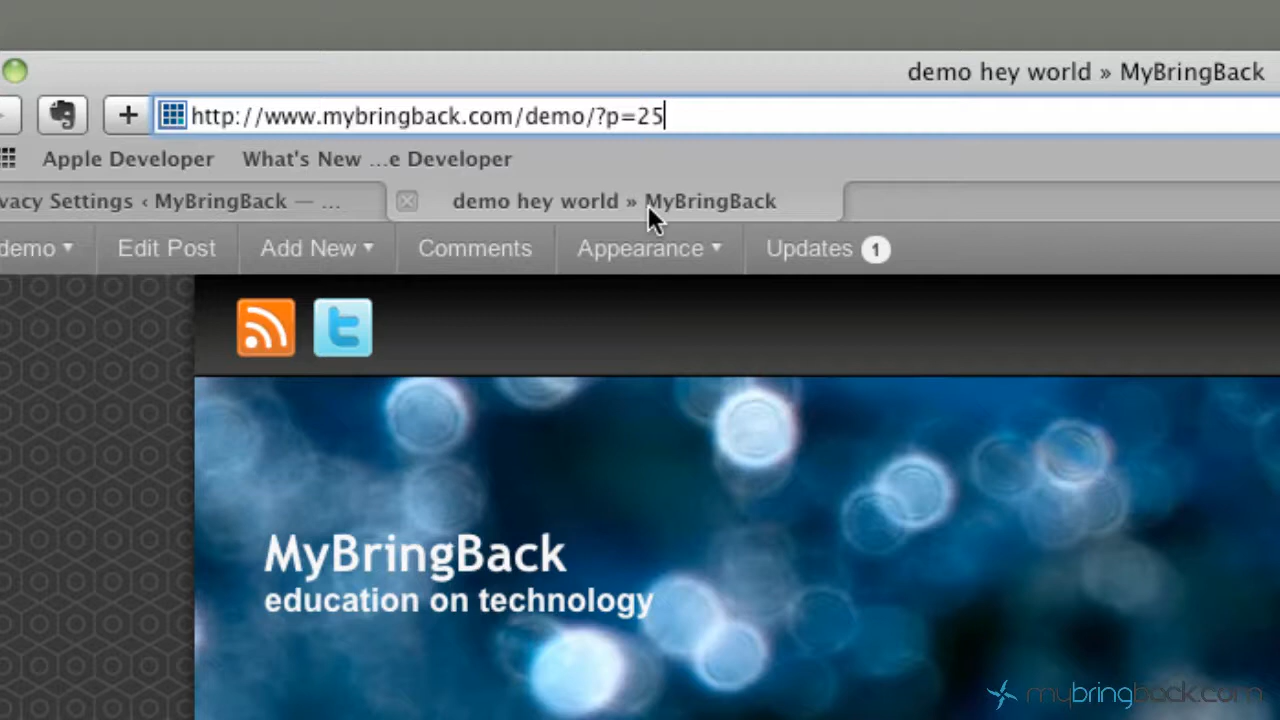 demo hey world » MyBringBack
http://www.mybringback.com/demo/?p=25
Apple Developer What's New ...e Developer
vacy Settings ‹ MyBringBack — ... demo hey world » MyBringBack
demo Edit Post Add New Comments Appearance Updates 1
MyBringBack
education on technology
mybringback.com